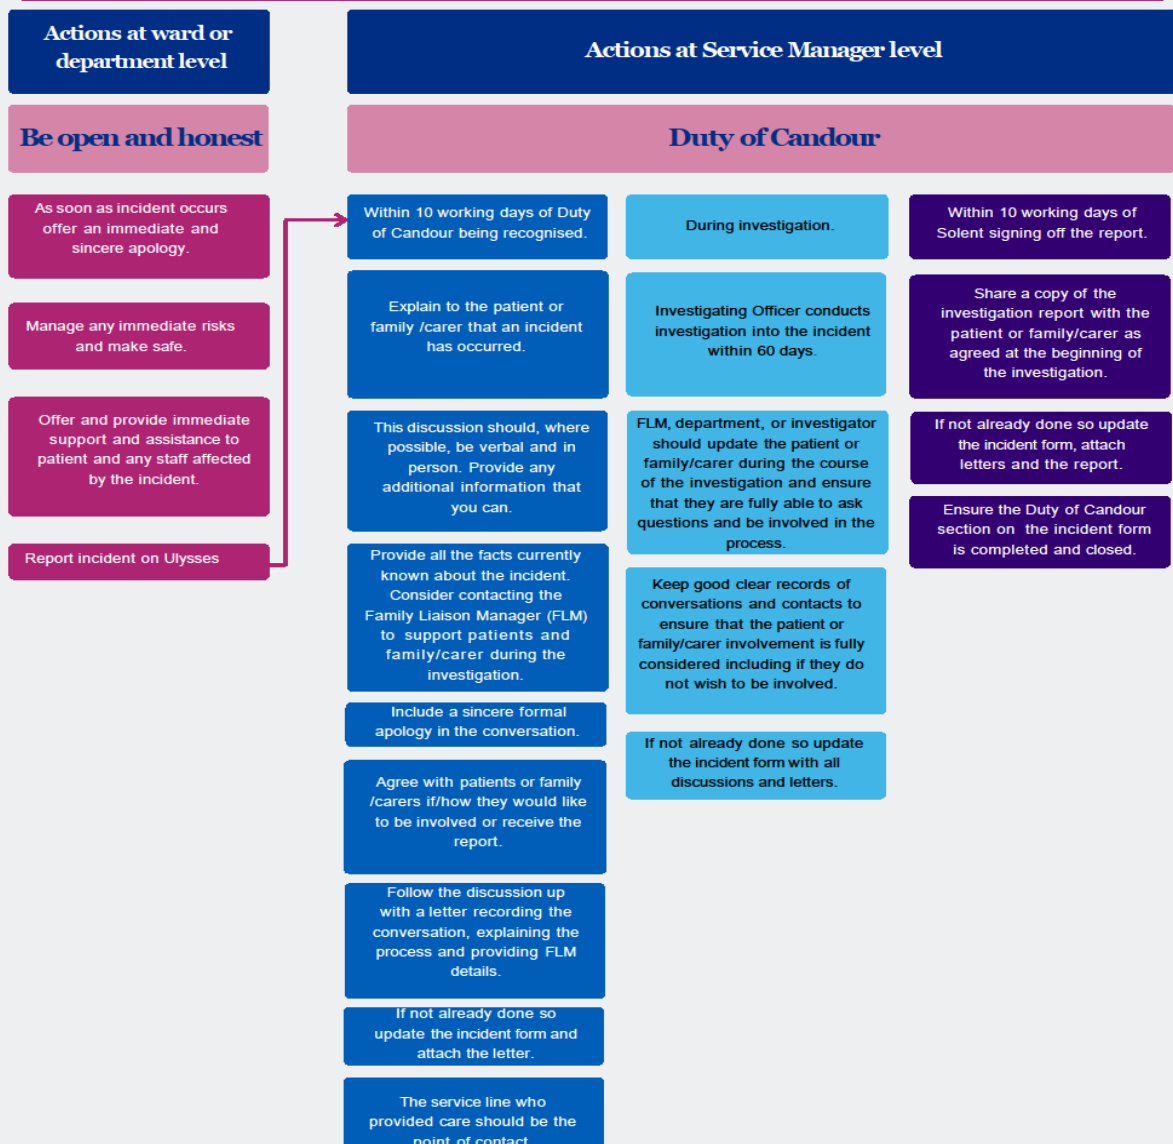 Actions at ward or
department level
Be open and honest
As soon as incident occurs
offer an immediate and
sincere apology.
Manage any immediate risks
and make safe.
Offer and provide immediate
support and assistance to
patient and any staff affected
by the incident.
Report incident on Ulysses
Actions at Service Manager level
Duty of Candour
Within 10 working days of Duty
of Candour being recognised.
Explain to the patient or
family /carer that an incident
has occurred.
This discussion should, where
possible, be verbal and in
person. Provide any
additional information that
you can.
Provide all the facts currently
known about the incident.
Consider contacting the
Family Liaison Manager (FLM)
to support patients and
family/carer during the
investigation.
Include a sincere formal
apology in the conversation.
Agree with patients or family
/carers if/how they would like
to be involved or receive the
report.
Follow the discussion up
with a letter recording the
conversation, explaining the
process and providing FLM
details.
If not already done so
update the incident form and
attach the letter.
The service line who
provided care should be the
point of contact
During investigation.
Investigating Officer conducts
investigation into the incident
within 60 days.
FLM, department, or investigator
should update the patient or
family/carer during the course
of the investigation and ensure
that they are fully able to ask
questions and be involved in the
process.
Keep good clear records of
conversations and contacts to
ensure that the patient or
family/carer involvement is fully
considered including if they do
not wish to be involved.
If not already done so update
the incident form with all
discussions and letters.
Within 10 working days of
Solent signing off the report.
Share a copy of the
investigation report with the
patient or family/carer as
agreed at the beginning of
the investigation.
If not already done so update
the incident form, attach
letters and the report.
Ensure the Duty of Candour
section on the incident form
is completed and closed.